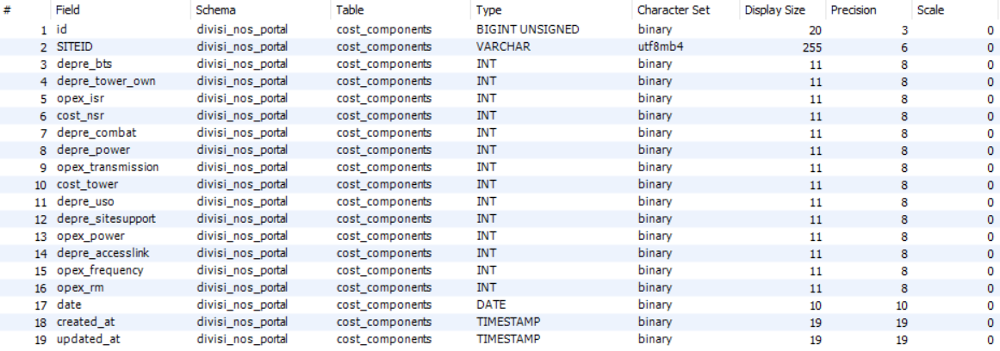 # Field Schema Table Type Character Set Display Size Precision Scale
1 id divisi_nos_portal cost_components BIGINT UNSIGNED binary 20 3 0
2 SITEID divisi_nos_portal cost_components VARCHAR utf8mb4 255 6 0
3 depre_bts divisi_nos_portal cost_components INT binary 11 8 0
4 depre_tower_own divisi_nos_portal cost_components INT binary 11 8 0
5 opex_isr divisi_nos_portal cost_components INT binary 11 8 0
6 cost_nsr divisi_nos_portal cost_components INT binary 11 8 0
7 depre_combat divisi_nos_portal cost_components INT binary 11 8 0
8 depre_power divisi_nos_portal cost_components INT binary 11 8 0
9 opex_transmission divisi_nos_portal cost_components INT binary 11 8 0
10 cost_tower divisi_nos_portal cost_components INT binary 11 8 0
11 depre_uso divisi_nos_portal cost_components INT binary 11 8 0
12 depre_sitesupport divisi_nos_portal cost_components INT binary 11 8 0
13 opex_power divisi_nos_portal cost_components INT binary 11 8 0
14 depre_accesslink divisi_nos_portal cost_components INT binary 11 8 0
15 opex_frequency divisi_nos_portal cost_components INT binary 11 8 0
16 opex_rm divisi_nos_portal cost_components INT binary 11 8 0
17 date divisi_nos_portal cost_components DATE binary 10 10 0
18 created_at divisi_nos_portal cost_components TIMESTAMP binary 19 19 0
19 updated_at divisi_nos_portal cost_components TIMESTAMP binary 19 19 0